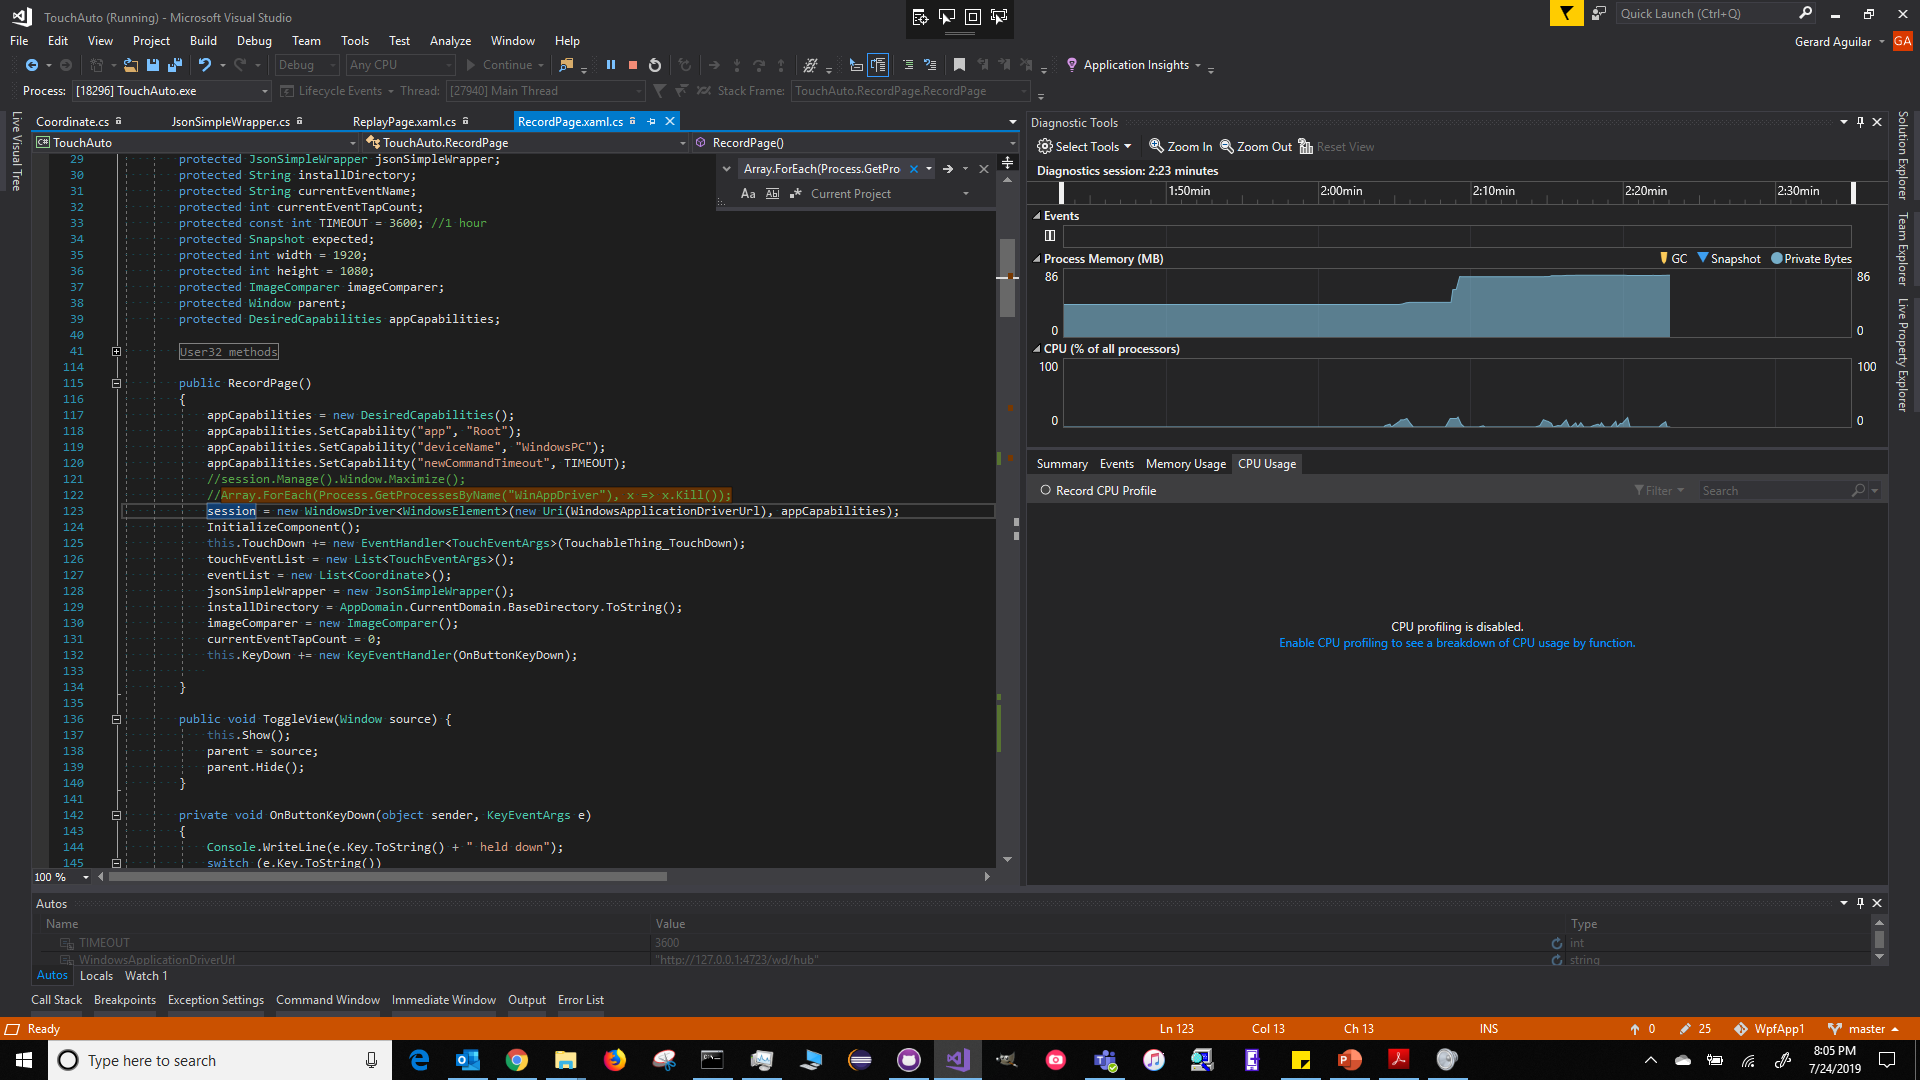 TouchAuto (Running) - Microsoft Visual Studio
Quick Launch (Ctrl+Q)
File Edit View Project Build Debug Team Tools Test Analyze Window Help
Gerard Aguilar GA
Debug Any CPU Continue Application Insights
Process: [18296] TouchAuto.exe Lifecycle Events Thread: [27940] Main Thread Stack Frame: TouchAuto.RecordPage.RecordPage
Live Visual Tree
Coordinate.cs JsonSimpleWrapper.cs ReplayPage.xaml.cs RecordPage.xaml.cs
C# TouchAuto TouchAuto.RecordPage RecordPage()
Array.ForEach(Process.GetPro
Aa Ab Current Project
29 protected JsonSimpleWrapper jsonSimpleWrapper;
30 protected String installDirectory;
31 protected String currentEventName;
32 protected int currentEventTapCount;
33 protected const int TIMEOUT = 3600; //1 hour
34 protected Snapshot expected;
35 protected int width = 1920;
36 protected int height = 1080;
37 protected ImageComparer imageComparer;
38 protected Window parent;
39 protected DesiredCapabilities appCapabilities;
40
41 User32 methods
114
115 public RecordPage()
116 {
117 appCapabilities = new DesiredCapabilities();
118 appCapabilities.SetCapability("app", "Root");
119 appCapabilities.SetCapability("deviceName", "WindowsPC");
120 appCapabilities.SetCapability("newCommandTimeout", TIMEOUT);
121 //session.Manage().Window.Maximize();
122 //Array.ForEach(Process.GetProcessesByName("WinAppDriver"), x => x.Kill());
123 session = new WindowsDriver<WindowsElement>(new Uri(WindowsApplicationDriverUrl), appCapabilities);
124 InitializeComponent();
125 this.TouchDown += new EventHandler<TouchEventArgs>(TouchableThing_TouchDown);
126 touchEventList = new List<TouchEventArgs>();
127 eventList = new List<Coordinate>();
128 jsonSimpleWrapper = new JsonSimpleWrapper();
129 installDirectory = AppDomain.CurrentDomain.BaseDirectory.ToString();
130 imageComparer = new ImageComparer();
131 currentEventTapCount = 0;
132 this.KeyDown += new KeyEventHandler(OnButtonKeyDown);
133
134 }
135
136 public void ToggleView(Window source) {
137 this.Show();
138 parent = source;
139 parent.Hide();
140 }
141
142 private void OnButtonKeyDown(object sender, KeyEventArgs e)
143 {
144 Console.WriteLine(e.Key.ToString() + " held down");
145 switch (e.Key.ToString())
100 %
Diagnostic Tools
Select Tools Zoom In Zoom Out Reset View
Diagnostics session: 2:23 minutes
1:50min 2:00min 2:10min 2:20min 2:30min
Events
Process Memory (MB) GC Snapshot Private Bytes
86 86
0 0
CPU (% of all processors)
100 100
0 0
Summary Events Memory Usage CPU Usage
Record CPU Profile Filter Search
CPU profiling is disabled.
Enable CPU profiling to see a breakdown of CPU usage by function.
Solution Explorer
Team Explorer
Live Property Explorer
Autos
Name Value Type
TIMEOUT 3600 int
WindowsApplicationDriverUrl "http://127.0.0.1:4723/wd/hub" string
Autos Locals Watch 1
Call Stack Breakpoints Exception Settings Command Window Immediate Window Output Error List
Ready Ln 123 Col 13 Ch 13 INS 0 25 WpfApp1 master
Type here to search
8:05 PM
7/24/2019